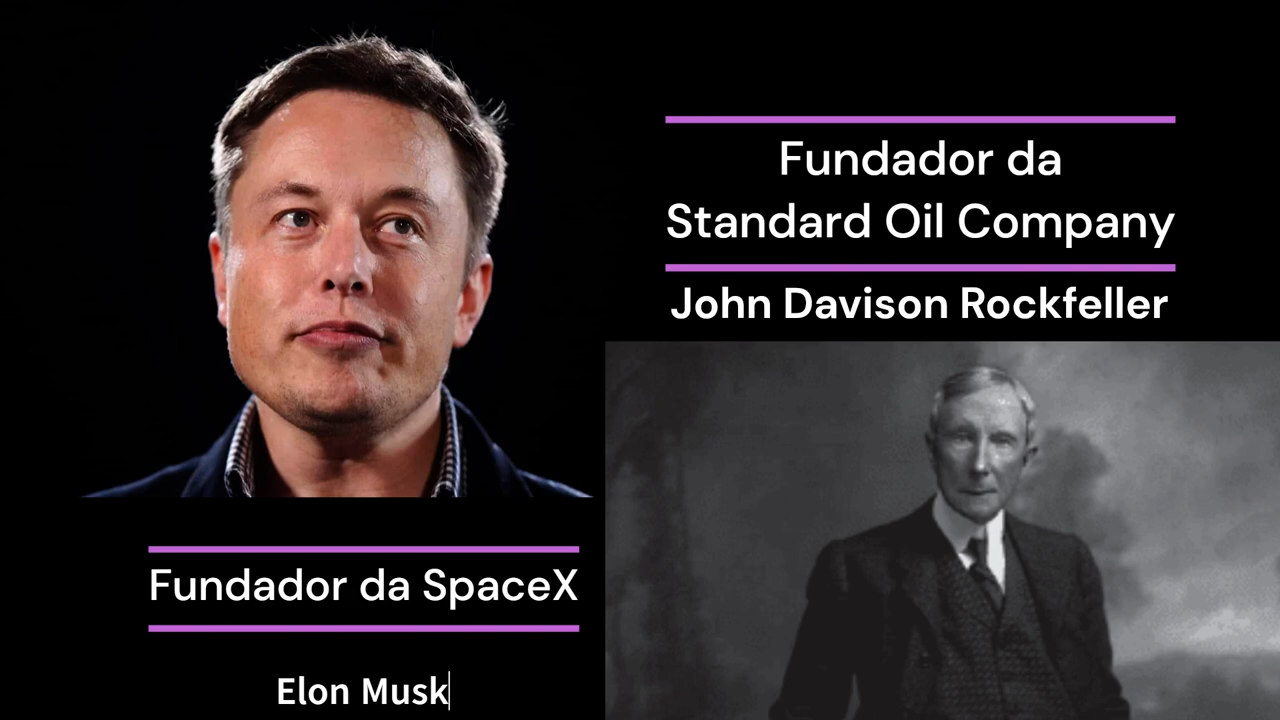 Fundador da
Standard Oil Company
John Davison Rockfeller
Fundador da SpaceX
Elon Musk